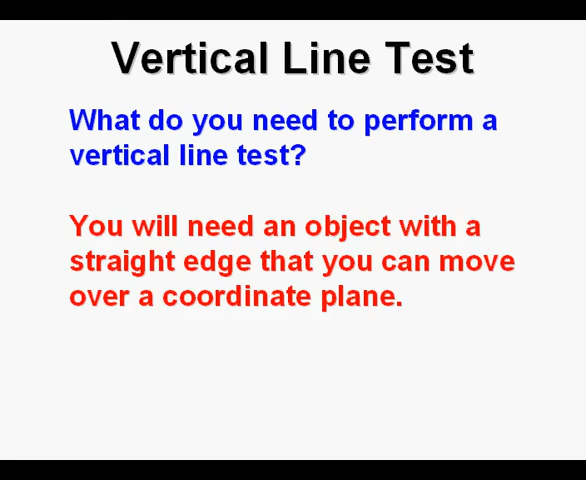 Vertical Line Test
What do you need to perform a
vertical line test?
You will need an object with a
straight edge that you can move
over a coordinate plane.